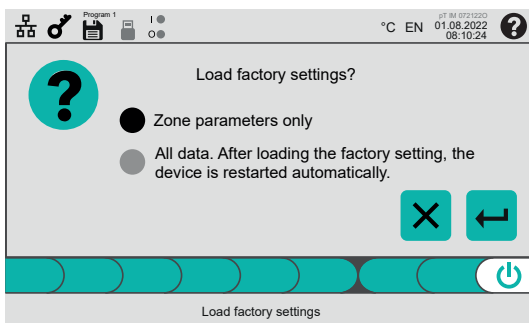 Program 1
I
O
°C EN
pT IM 072122O
01.08.2022
08:10:24
?
?
Load factory settings?
Zone parameters only
All data. After loading the factory setting, the
device is restarted automatically.
Load factory settings